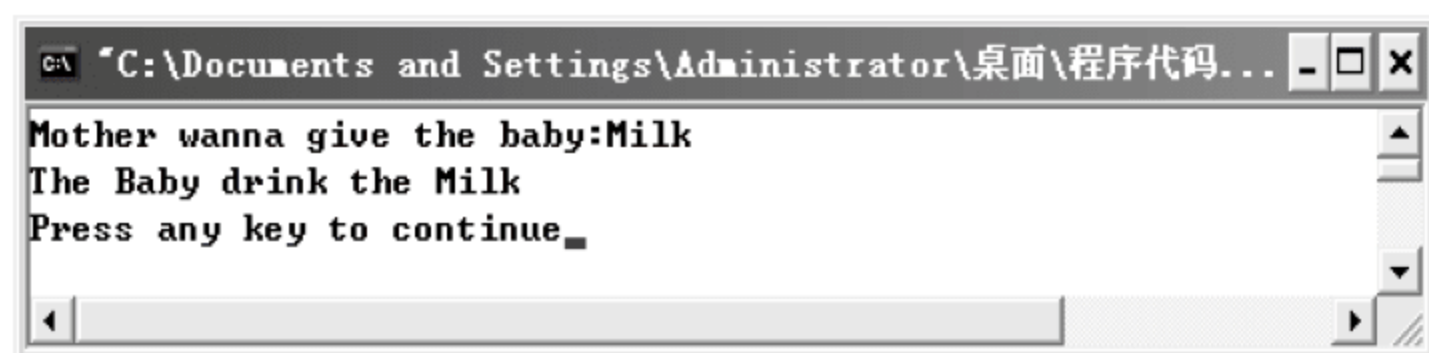 "C:\Documents and Settings\Administrator\桌面\程序代码...
Mother wanna give the baby:Milk
The Baby drink the Milk
Press any key to continue_